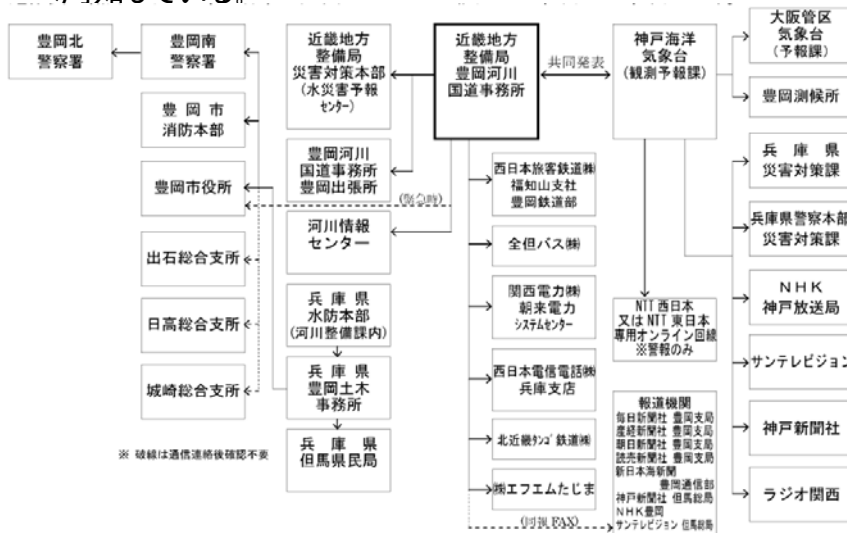 豊岡北
警察署
豊岡南
警察署
豊岡市
消防本部
豊岡市役所
出石総合支所
日高総合支所
城崎総合支所
※ 破線は通信連絡後確認不要
近畿地方
整備局
災害対策本部
(水災害予報
センター)
豊岡河川
国道事務所
豊岡出張所
(緊急時)
河川情報
センター
兵庫県
水防本部
(河川整備課内)
兵庫県
豊岡土木
事務所
兵庫県
但馬県民局
近畿地方
整備局
豊岡河川
国道事務所
共同発表
西日本旅客鉄道㈱
福知山支社
豊岡鉄道部
全但バス㈱
関西電力㈱
朝来電力
システムセンター
西日本電信電話㈱
兵庫支店
北近畿タンゴ鉄道㈱
㈱エフエムたじま
(同報FAX)
神戸海洋
気象台
(観測予報課)
NTT西日本
又はNTT東日本
専用オンライン回線
※警報のみ
報道機関
毎日新聞社 豊岡支局
産経新聞社 豊岡支局
朝日新聞社 豊岡支局
読売新聞社 豊岡支局
新日本海新聞
豊岡通信部
神戸新聞社 但馬総局
NHK豊岡
サンテレビジョン 但馬総局
大阪管区
気象台
(予報課)
豊岡測候所
兵庫県
災害対策課
兵庫県警察本部
災害対策課
NHK
神戸放送局
サンテレビジョン
神戸新聞社
ラジオ関西